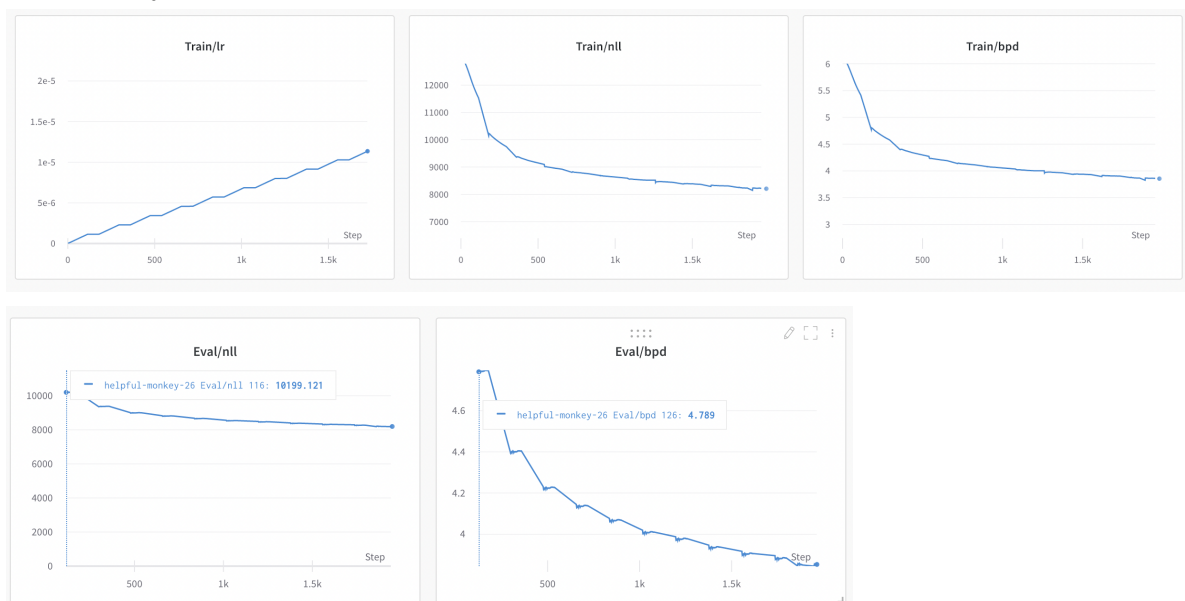 Train/lr
2e-5
1.5e-5
1e-5
5e-6
0
Step
0 500 1k 1.5k
Train/nll
12000
11000
10000
9000
8000
7000
Step
0 500 1k 1.5k
Train/bpd
6
5.5
5
4.5
4
3.5
3
Step
0 500 1k 1.5k
Eval/nll
helpful-monkey-26 Eval/nll 116: 10199.121
10000
8000
6000
4000
2000
0
Step
500 1k 1.5k
Eval/bpd
helpful-monkey-26 Eval/bpd 126: 4.789
4.6
4.4
4.2
4
Step
500 1k 1.5k